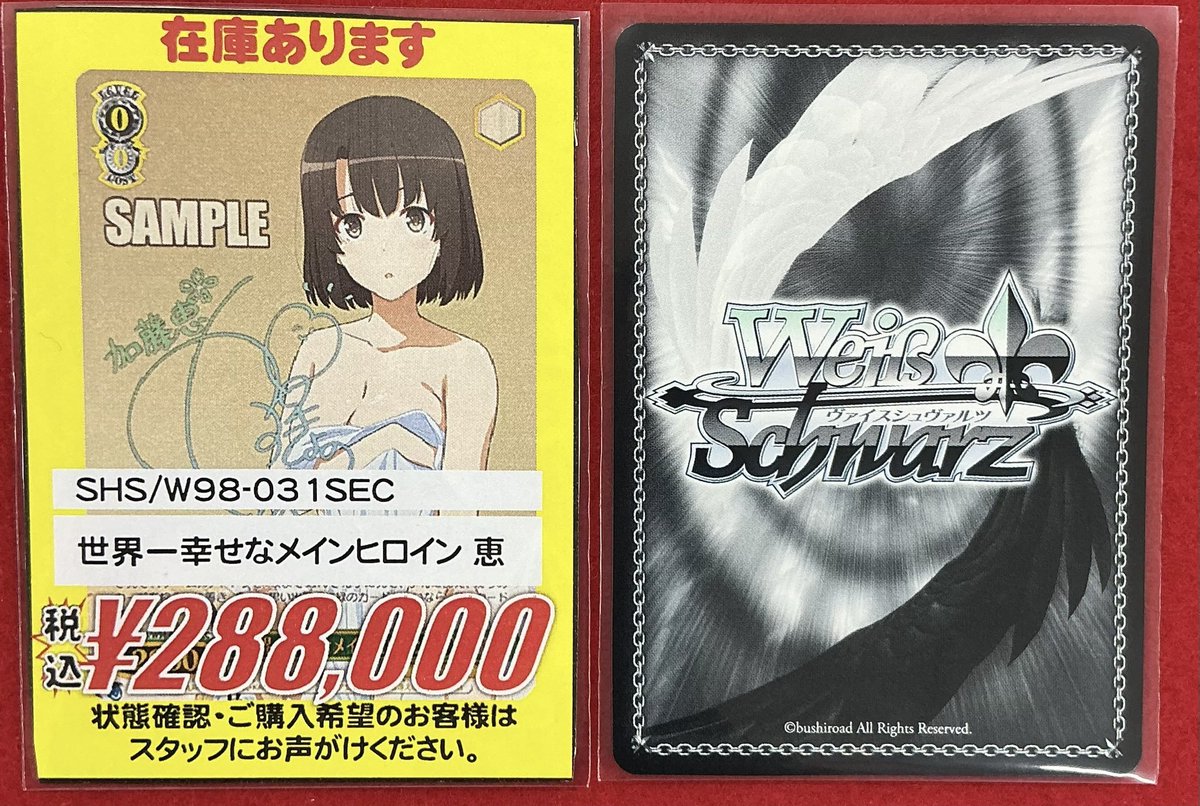 在庫あります
LEVEL
0
0
COST
SAMPLE
加藤恵
SHS/W98-031SEC
世界一幸せなメインヒロイン 恵
税込
¥288,000
状態確認・ご購入希望のお客様は
スタッフにお声がけください。
Weiß
ヴァイスシュヴァルツ
Schwarz
©bushiroad All Rights Reserved.